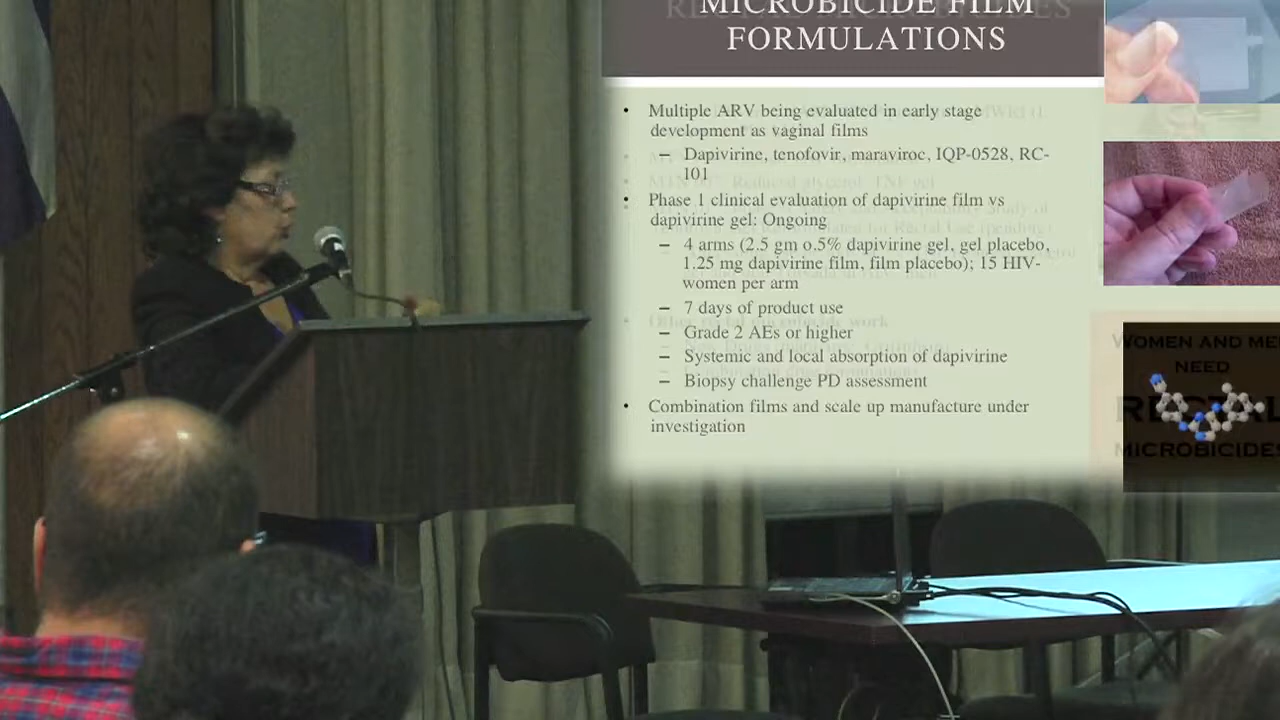 MICROBICIDE FILM
RECTAL MICROBICIDES
FORMULATIONS
• Multiple ARV being evaluated in early stage
development as vaginal films
– Dapivirine, tenofovir, maraviroc, IQP-0528, RC-
101
• Phase 1 clinical evaluation of dapivirine film vs
dapivirine gel: Ongoing
– 4 arms (2.5 gm o.5% dapivirine gel, gel placebo,
1.25 mg dapivirine film, film placebo); 15 HIV-
women per arm
– 7 days of product use
– Grade 2 AEs or higher
– Systemic and local absorption of dapivirine
– Biopsy challenge PD assessment
• Combination films and scale up manufacture under
investigation
WOMEN AND ME
NEED
RECTAL
MICROBICIDES